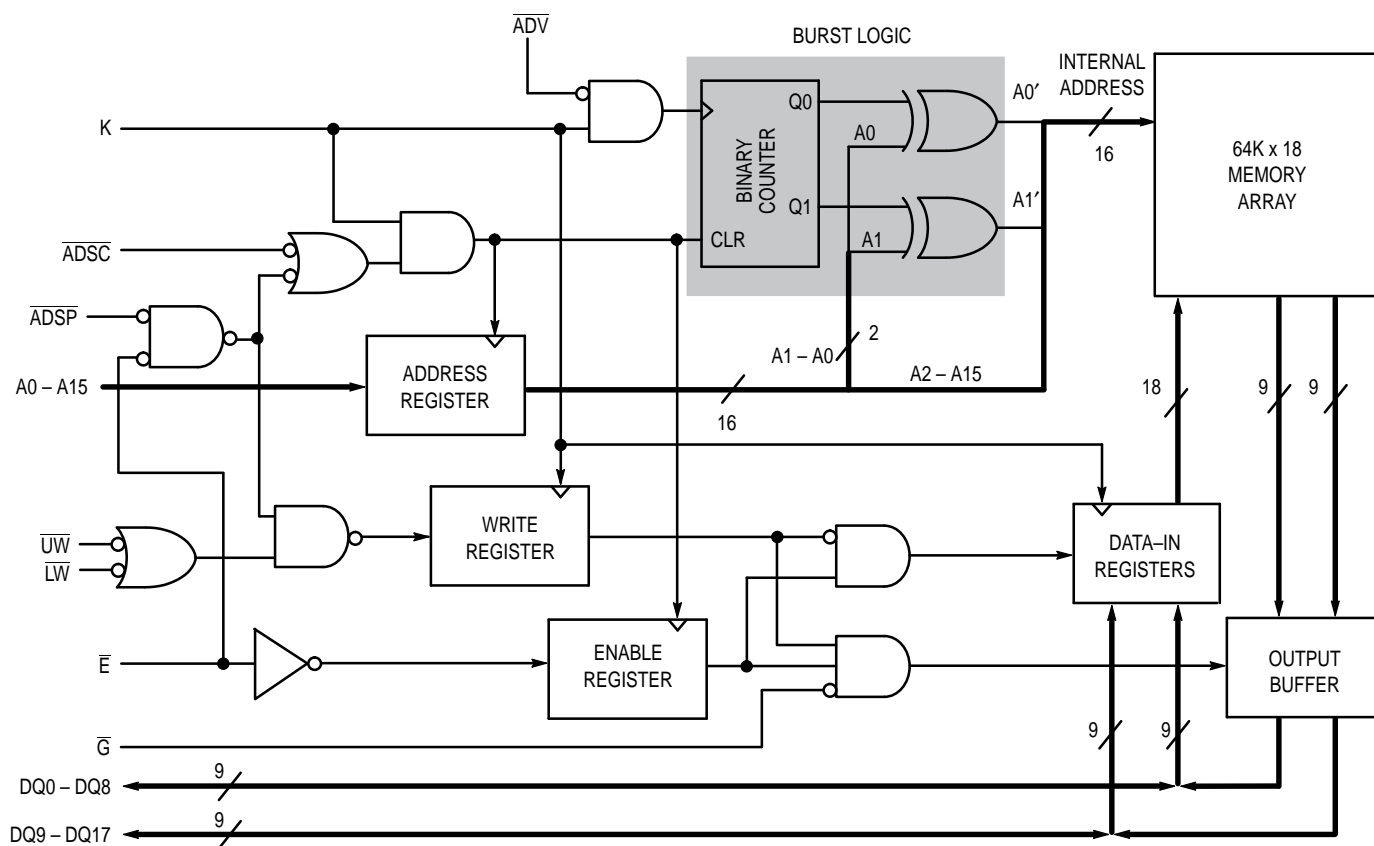 ADV
BURST LOGIC
INTERNAL
ADDRESS
K
BINARY
COUNTER
Q0
A0
A0′
16
64K x 18
MEMORY
ARRAY
Q1
A1′
ADSC
CLR
A1
ADSP
2
A1 – A0
A0 – A15
ADDRESS
REGISTER
A2 – A15
16
18
9
9
UW
LW
WRITE
REGISTER
DATA–IN
REGISTERS
E
ENABLE
REGISTER
OUTPUT
BUFFER
G
9
9
DQ0 – DQ8
9
DQ9 – DQ17
9